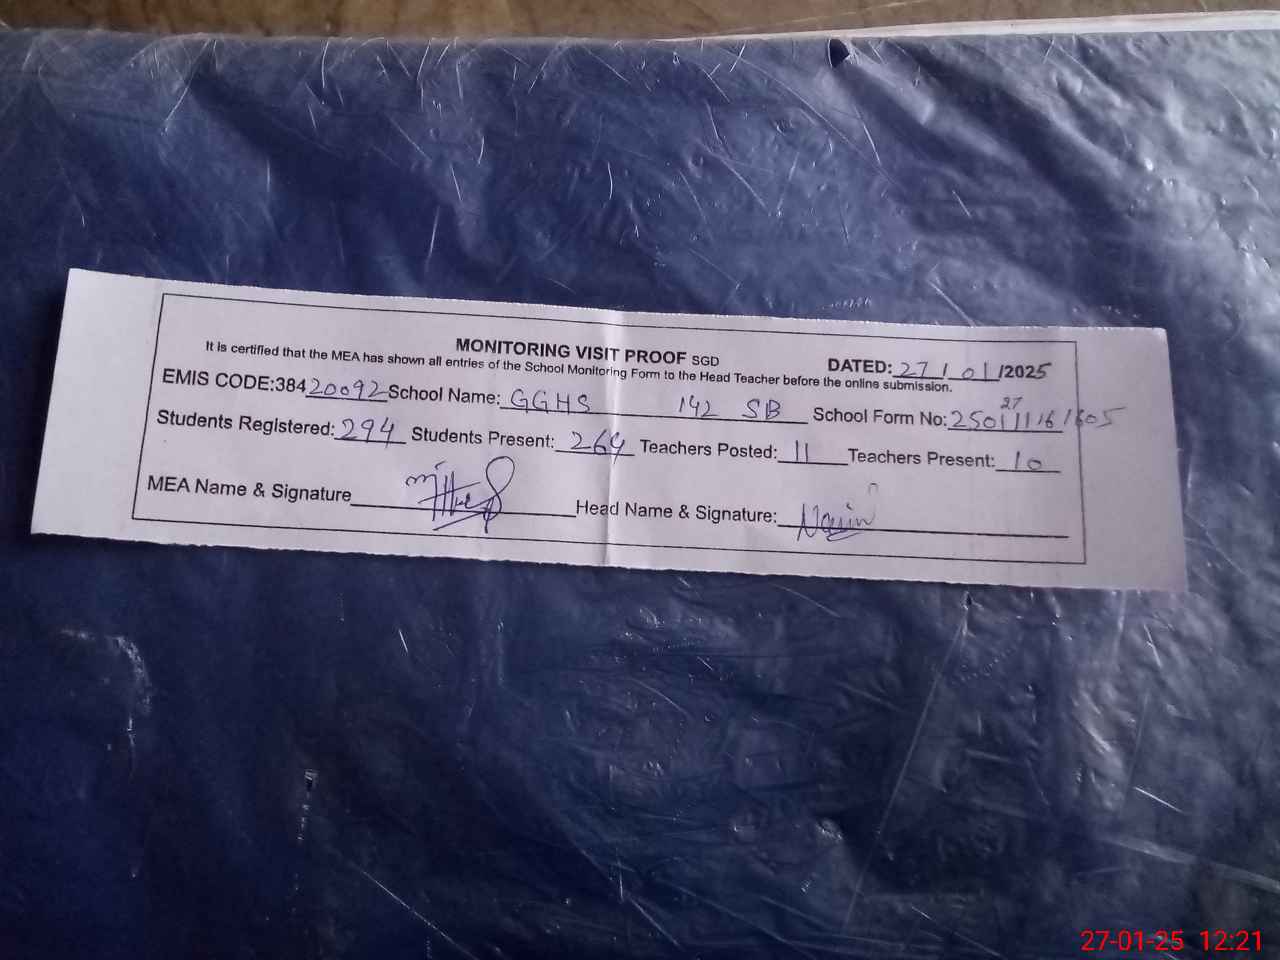 MONITORING VISIT PROOF SGD DATED: 27/01/2025
It is certified that the MEA has shown all entries of the School Monitoring Form to the Head Teacher before the online submission.
EMIS CODE:38420092 School Name: GGHS 142 SB School Form No:
Students Registered: 294 Students Present: 264 Teachers Posted: 11 Teachers Present: 10
MEA Name & Signature Head Name & Signature:
27-01-25 12:21